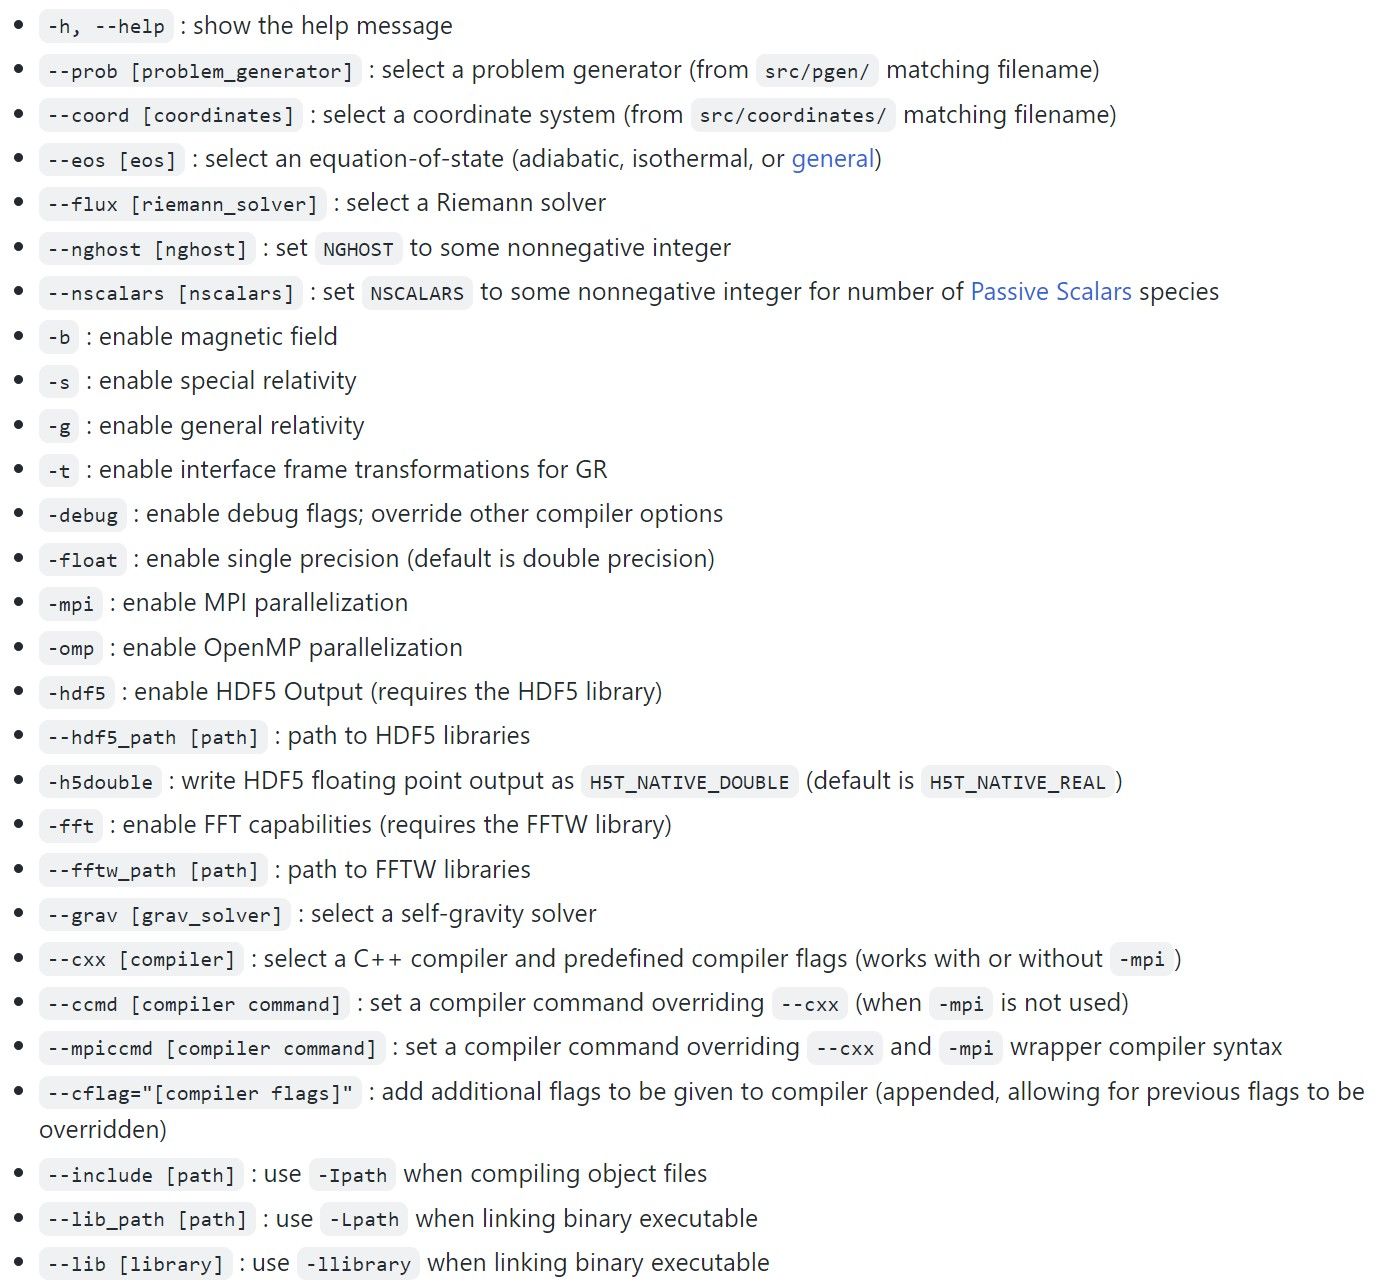 • -h, --help : show the help message
• --prob [problem_generator] : select a problem generator (from src/pgen/ matching filename)
• --coord [coordinates] : select a coordinate system (from src/coordinates/ matching filename)
• --eos [eos] : select an equation-of-state (adiabatic, isothermal, or general)
• --flux [riemann_solver] : select a Riemann solver
• --nghost [nghost] : set NGHOST to some nonnegative integer
• --nscalars [nscalars] : set NSCALARS to some nonnegative integer for number of Passive Scalars species
• -b : enable magnetic field
• -s : enable special relativity
• -g : enable general relativity
• -t : enable interface frame transformations for GR
• -debug : enable debug flags; override other compiler options
• -float : enable single precision (default is double precision)
• -mpi : enable MPI parallelization
• -omp : enable OpenMP parallelization
• -hdf5 : enable HDF5 Output (requires the HDF5 library)
• --hdf5_path [path] : path to HDF5 libraries
• -h5double : write HDF5 floating point output as H5T_NATIVE_DOUBLE (default is H5T_NATIVE_REAL )
• -fft : enable FFT capabilities (requires the FFTW library)
• --fftw_path [path] : path to FFTW libraries
• --grav [grav_solver] : select a self-gravity solver
• --cxx [compiler] : select a C++ compiler and predefined compiler flags (works with or without -mpi )
• --ccmd [compiler command] : set a compiler command overriding --cxx (when -mpi is not used)
• --mpiccmd [compiler command] : set a compiler command overriding --cxx and -mpi wrapper compiler syntax
• --cflag="[compiler flags]" : add additional flags to be given to compiler (appended, allowing for previous flags to be
overridden)
• --include [path] : use -Ipath when compiling object files
• --lib_path [path] : use -Lpath when linking binary executable
• --lib [library] : use -llibrary when linking binary executable